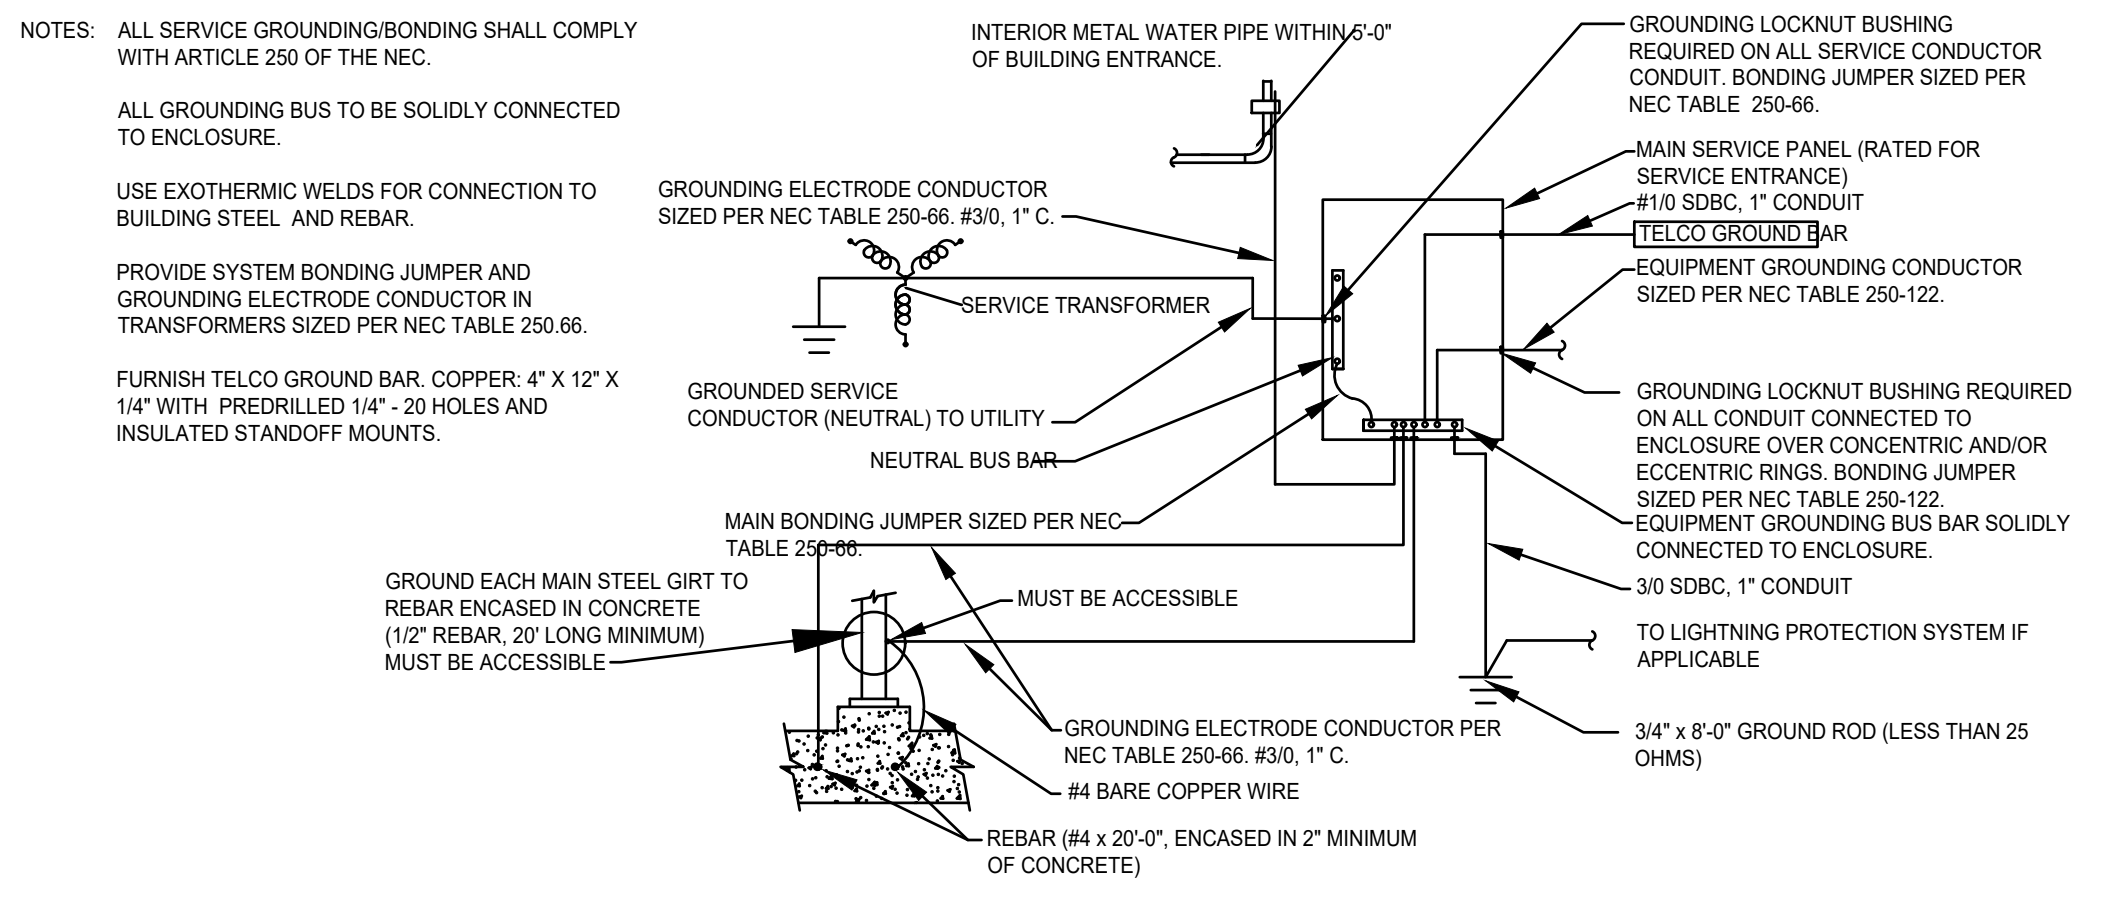 NOTES: ALL SERVICE GROUNDING/BONDING SHALL COMPLY
WITH ARTICLE 250 OF THE NEC.
ALL GROUNDING BUS TO BE SOLIDLY CONNECTED
TO ENCLOSURE.
USE EXOTHERMIC WELDS FOR CONNECTION TO
BUILDING STEEL AND REBAR.
PROVIDE SYSTEM BONDING JUMPER AND
GROUNDING ELECTRODE CONDUCTOR IN
TRANSFORMERS SIZED PER NEC TABLE 250.66.
FURNISH TELCO GROUND BAR. COPPER: 4" X 12" X
1/4" WITH PREDRILLED 1/4" - 20 HOLES AND
INSULATED STANDOFF MOUNTS.
INTERIOR METAL WATER PIPE WITHIN 5'-0"
OF BUILDING ENTRANCE.
GROUNDING ELECTRODE CONDUCTOR
SIZED PER NEC TABLE 250-66. #3/0, 1" C.
SERVICE TRANSFORMER
GROUNDED SERVICE
CONDUCTOR (NEUTRAL) TO UTILITY
NEUTRAL BUS BAR
MAIN BONDING JUMPER SIZED PER NEC
TABLE 250-66.
GROUND EACH MAIN STEEL GIRT TO
REBAR ENCASED IN CONCRETE
(1/2" REBAR, 20' LONG MINIMUM)
MUST BE ACCESSIBLE
MUST BE ACCESSIBLE
GROUNDING ELECTRODE CONDUCTOR PER
NEC TABLE 250-66. #3/0, 1" C.
#4 BARE COPPER WIRE
REBAR (#4 x 20'-0", ENCASED IN 2" MINIMUM
OF CONCRETE)
GROUNDING LOCKNUT BUSHING
REQUIRED ON ALL SERVICE CONDUCTOR
CONDUIT. BONDING JUMPER SIZED PER
NEC TABLE 250-66.
MAIN SERVICE PANEL (RATED FOR
SERVICE ENTRANCE)
#1/0 SDBC, 1" CONDUIT
TELCO GROUND BAR
EQUIPMENT GROUNDING CONDUCTOR
SIZED PER NEC TABLE 250-122.
GROUNDING LOCKNUT BUSHING REQUIRED
ON ALL CONDUIT CONNECTED TO
ENCLOSURE OVER CONCENTRIC AND/OR
ECCENTRIC RINGS. BONDING JUMPER
SIZED PER NEC TABLE 250-122.
EQUIPMENT GROUNDING BUS BAR SOLIDLY
CONNECTED TO ENCLOSURE.
3/0 SDBC, 1" CONDUIT
TO LIGHTNING PROTECTION SYSTEM IF
APPLICABLE
3/4" x 8'-0" GROUND ROD (LESS THAN 25
OHMS)